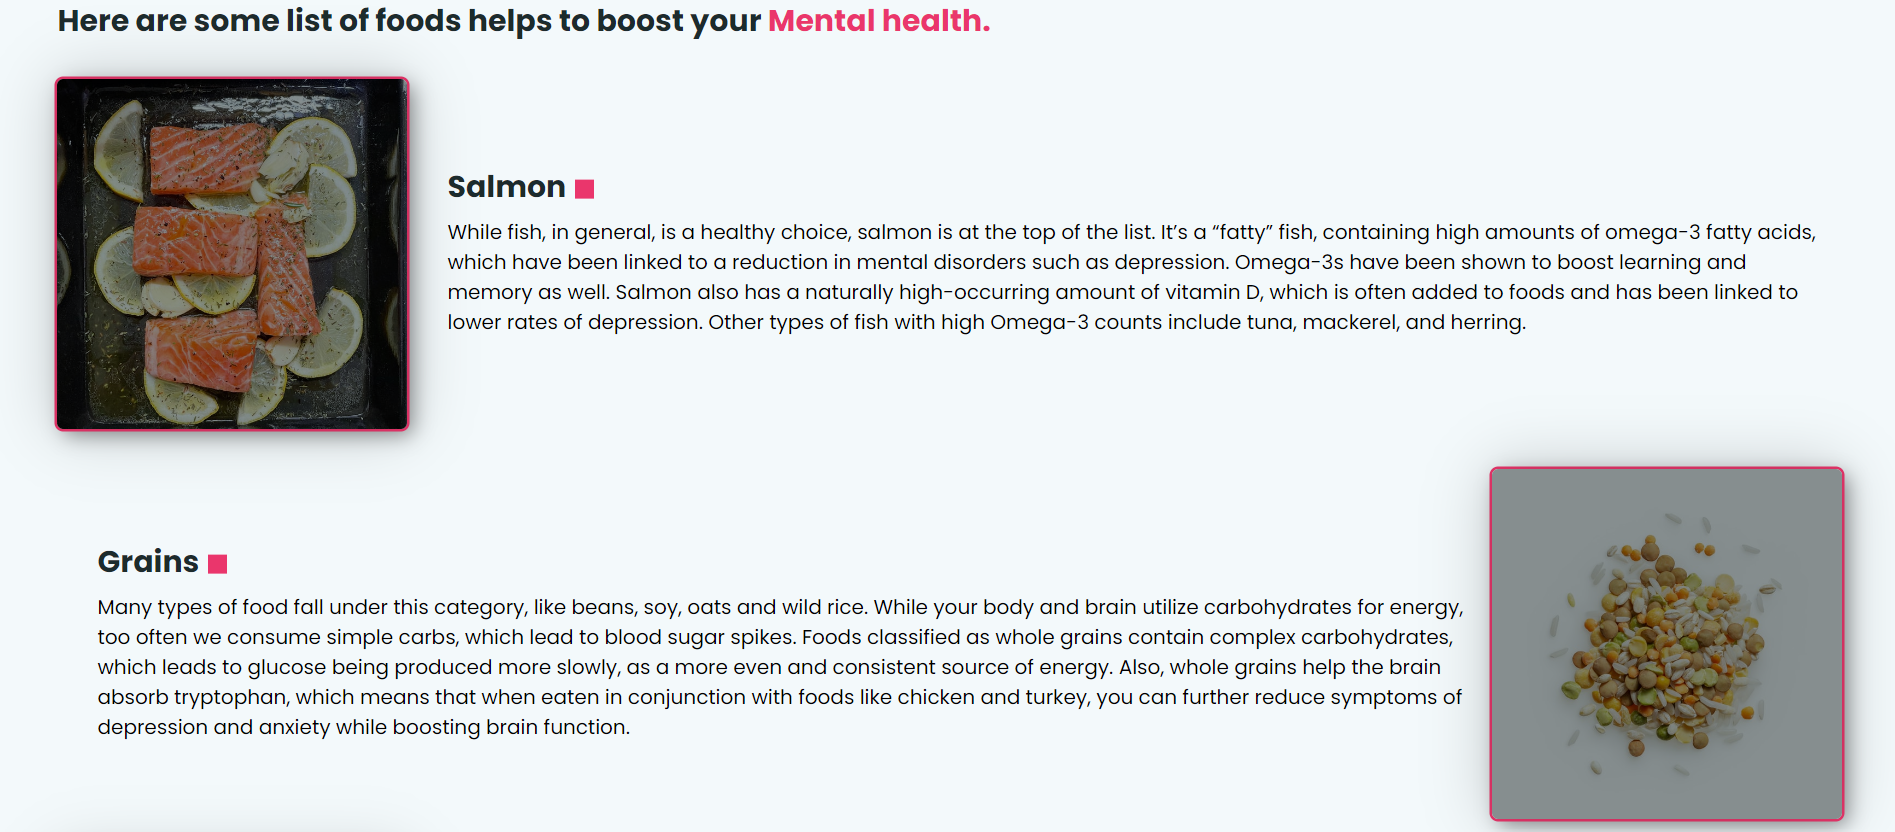 Here are some list of foods helps to boost your Mental health.
Salmon
While fish, in general, is a healthy choice, salmon is at the top of the list. It’s a “fatty” fish, containing high amounts of omega-3 fatty acids,
which have been linked to a reduction in mental disorders such as depression. Omega-3s have been shown to boost learning and
memory as well. Salmon also has a naturally high-occurring amount of vitamin D, which is often added to foods and has been linked to
lower rates of depression. Other types of fish with high Omega-3 counts include tuna, mackerel, and herring.
Grains
Many types of food fall under this category, like beans, soy, oats and wild rice. While your body and brain utilize carbohydrates for energy,
too often we consume simple carbs, which lead to blood sugar spikes. Foods classified as whole grains contain complex carbohydrates,
which leads to glucose being produced more slowly, as a more even and consistent source of energy. Also, whole grains help the brain
absorb tryptophan, which means that when eaten in conjunction with foods like chicken and turkey, you can further reduce symptoms of
depression and anxiety while boosting brain function.